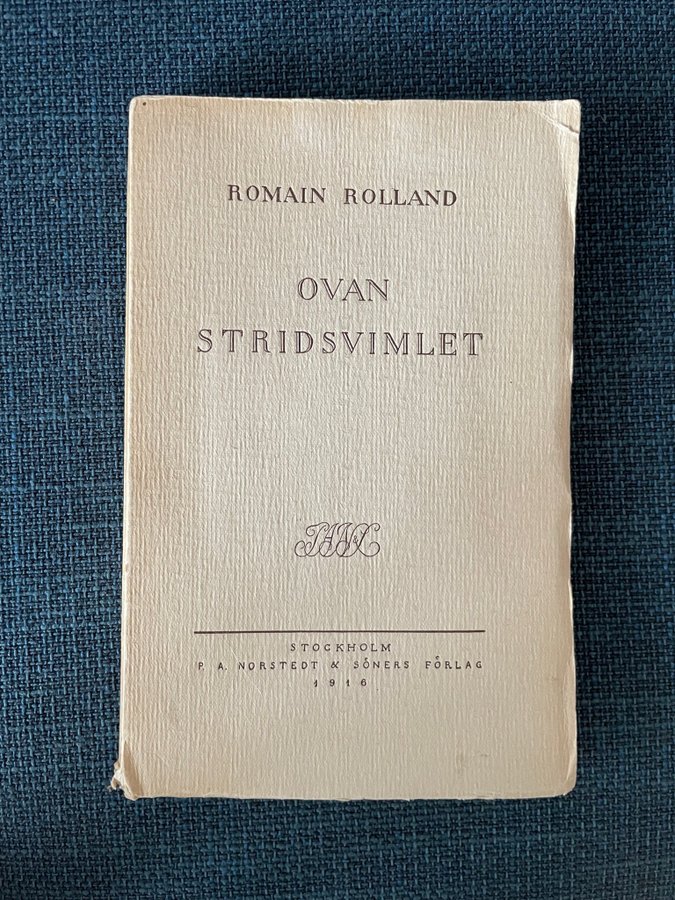 ROMAIN ROLLAND
OVAN
STRIDSVIMLET
STOCKHOLM
P. A. NORSTEDT & SÖNERS FÖRLAG
1916